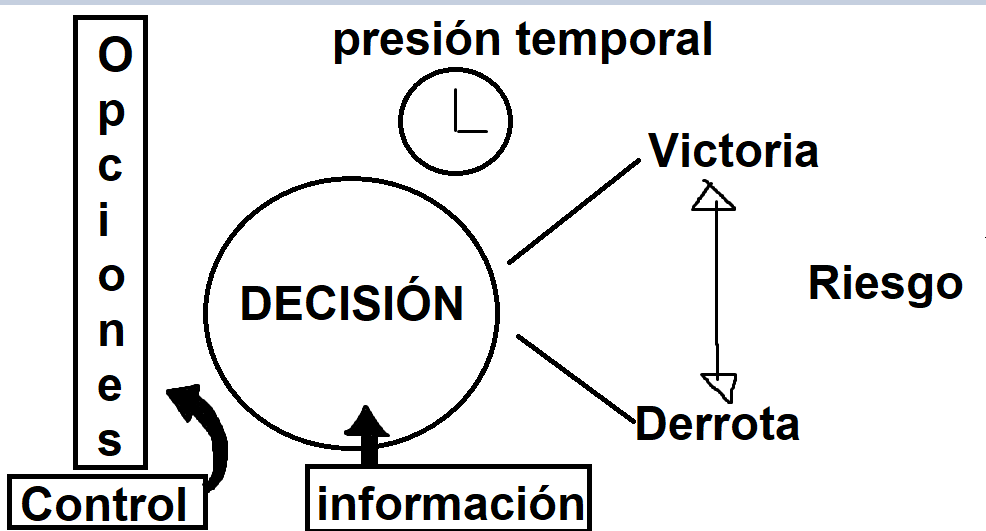 presión temporal
Opciones
Victoria
DECISIÓN
Riesgo
Derrota
Control
información